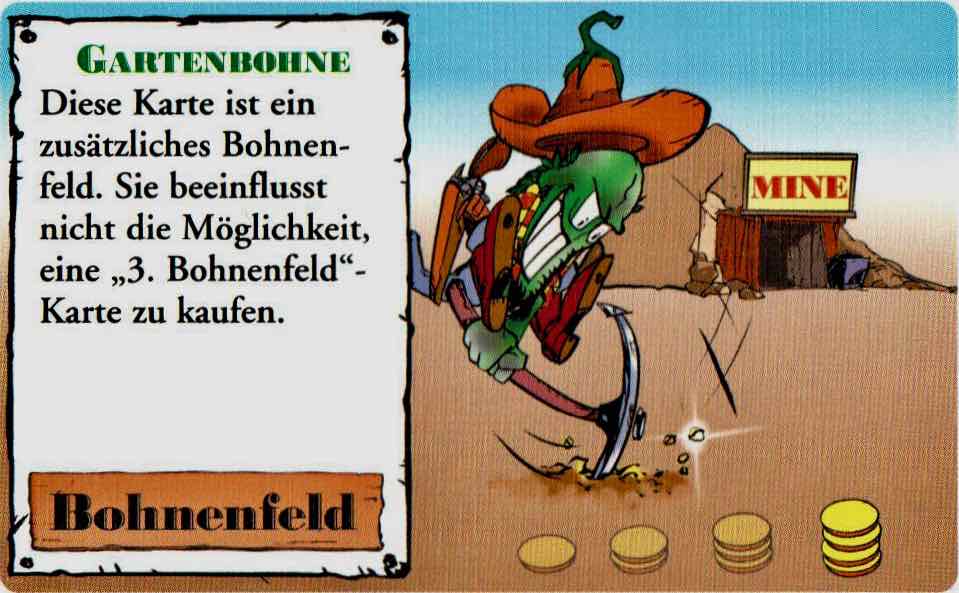 GARTENBOHNE
Diese Karte ist ein
zusätzliches Bohnen-
feld. Sie beeinflusst
nicht die Möglichkeit,
eine „3. Bohnenfeld“-
Karte zu kaufen.
Bohnenfeld
MINE